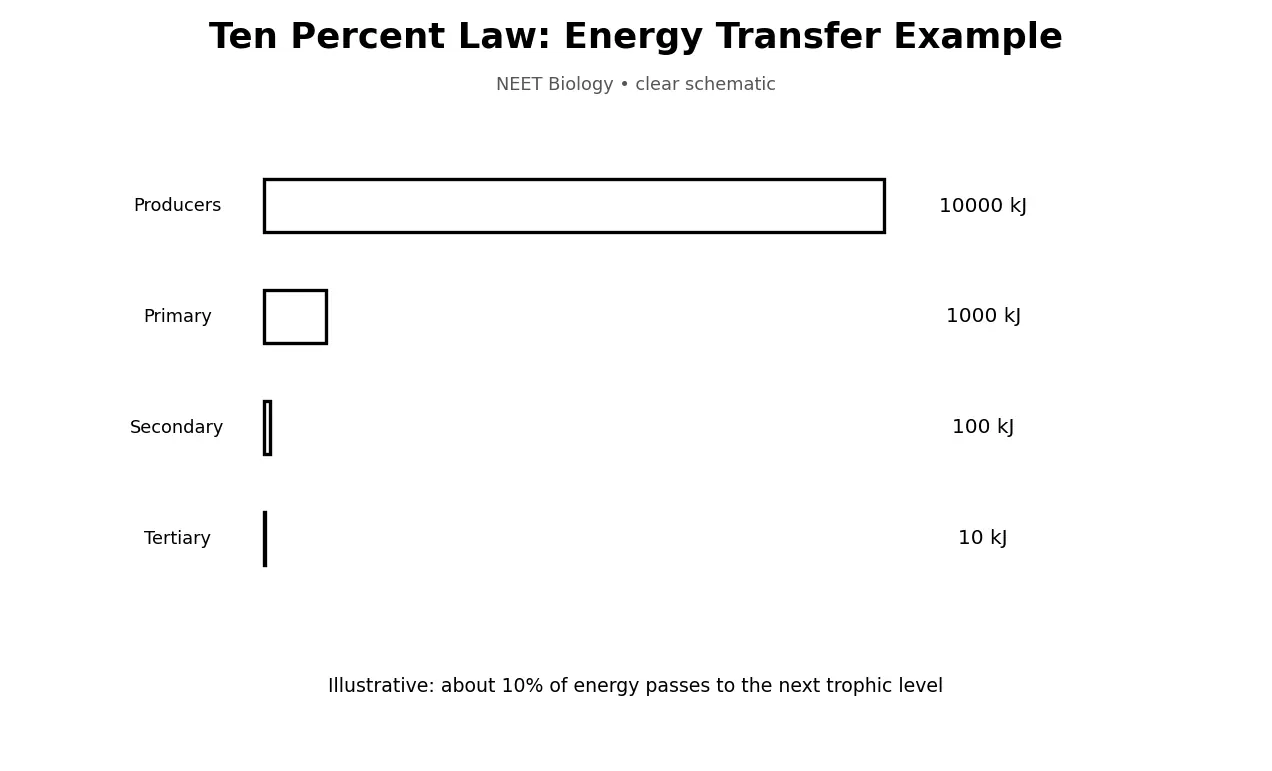 Ten Percent Law: Energy Transfer Example
NEET Biology • clear schematic
Producers 10000 kJ
Primary 1000 kJ
Secondary 100 kJ
Tertiary 10 kJ
Illustrative: about 10% of energy passes to the next trophic level